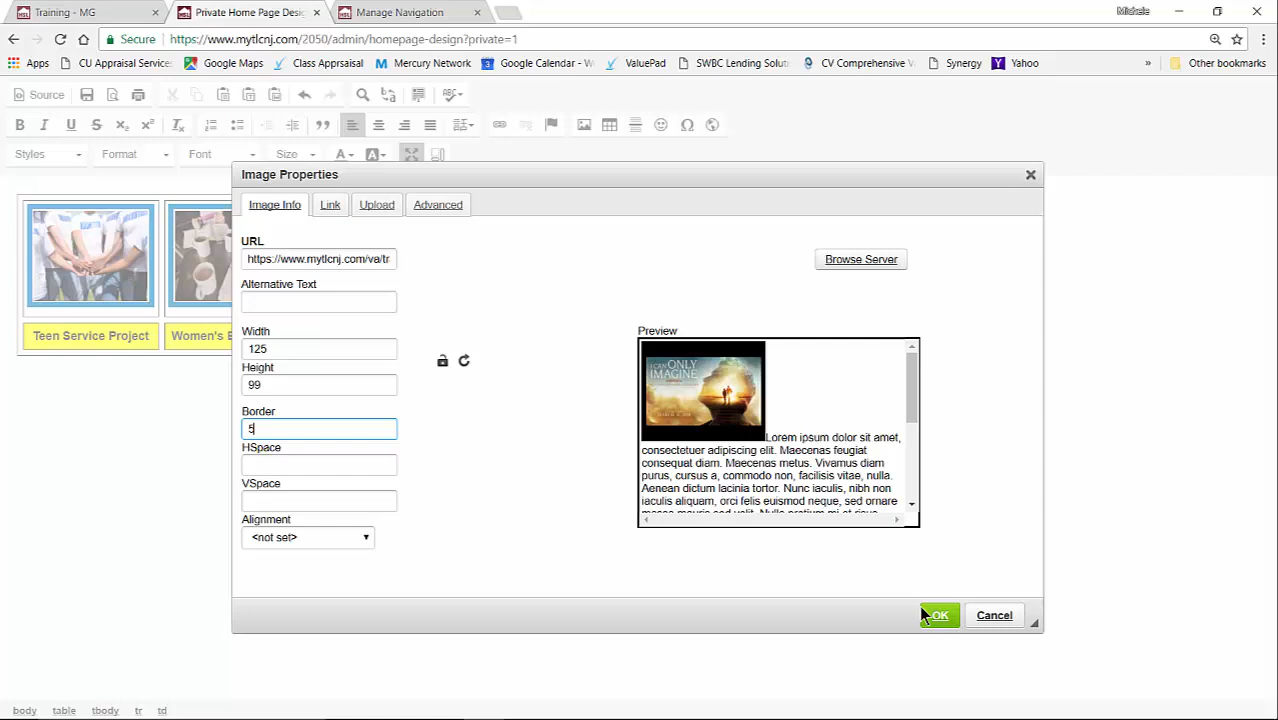 Training - MG
Private Home Page Desi
Manage Navigation
Michele
Secure
https://www.mytlcnj.com/2050/admin/homepage-design?private=1
Apps
CU Appraisal Service
Google Maps
Class Appraisal
Mercury Network
Google Calendar - W
ValuePad
SWBC Lending Soluti
CV Comprehensive V
Synergy
Yahoo
»
Other bookmarks
Source
Styles
Format
Font
Size
Image Properties
Image Info
Link
Upload
Advanced
URL
https://www.mytlcnj.com/va/tr
Browse Server
Alternative Text
Width
125
Height
99
Border
5
HSpace
VSpace
Alignment
<not set>
Preview
I CAN ONLY
IMAGINE
Lorem ipsum dolor sit amet,
consectetuer adipiscing elit. Maecenas feugiat
consequat diam. Maecenas metus. Vivamus diam
purus, cursus a, commodo non, facilisis vitae, nulla.
Aenean dictum lacinia tortor. Nunc iaculis, nibh non
iaculis aliquam, orci felis euismod neque, sed ornare
Teen Service Project
Women's B
OK
Cancel
body
table
tbody
tr
td